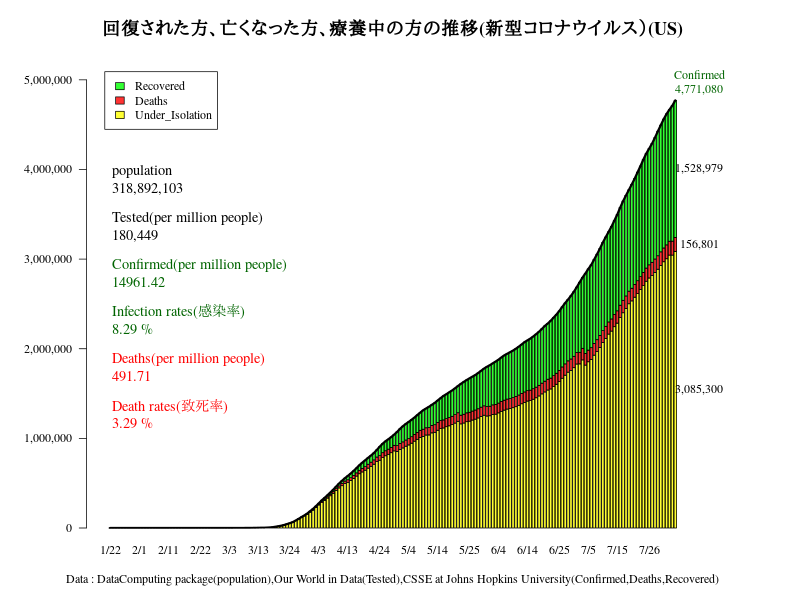 回復された方、亡くなった方、療養中の方の推移(新型コロナウイルス）(US)
Confirmed
4,771,080
5,000,000
4,000,000
3,000,000
2,000,000
1,000,000
0
Recovered
Deaths
Under_Isolation
population
318,892,103
Tested(per million people)
180,449
Confirmed(per million people)
14961.42
Infection rates(感染率)
8.29 %
Deaths(per million people)
491.71
Death rates(致死率)
3.29 %
1,528,979
156,801
3,085,300
1/22 2/1 2/11 2/22 3/3 3/13 3/24 4/3 4/13 4/24 5/4 5/14 5/25 6/4 6/14 6/25 7/5 7/15 7/26
Data : DataComputing package(population),Our World in Data(Tested),CSSE at Johns Hopkins University(Confirmed,Deaths,Recovered)